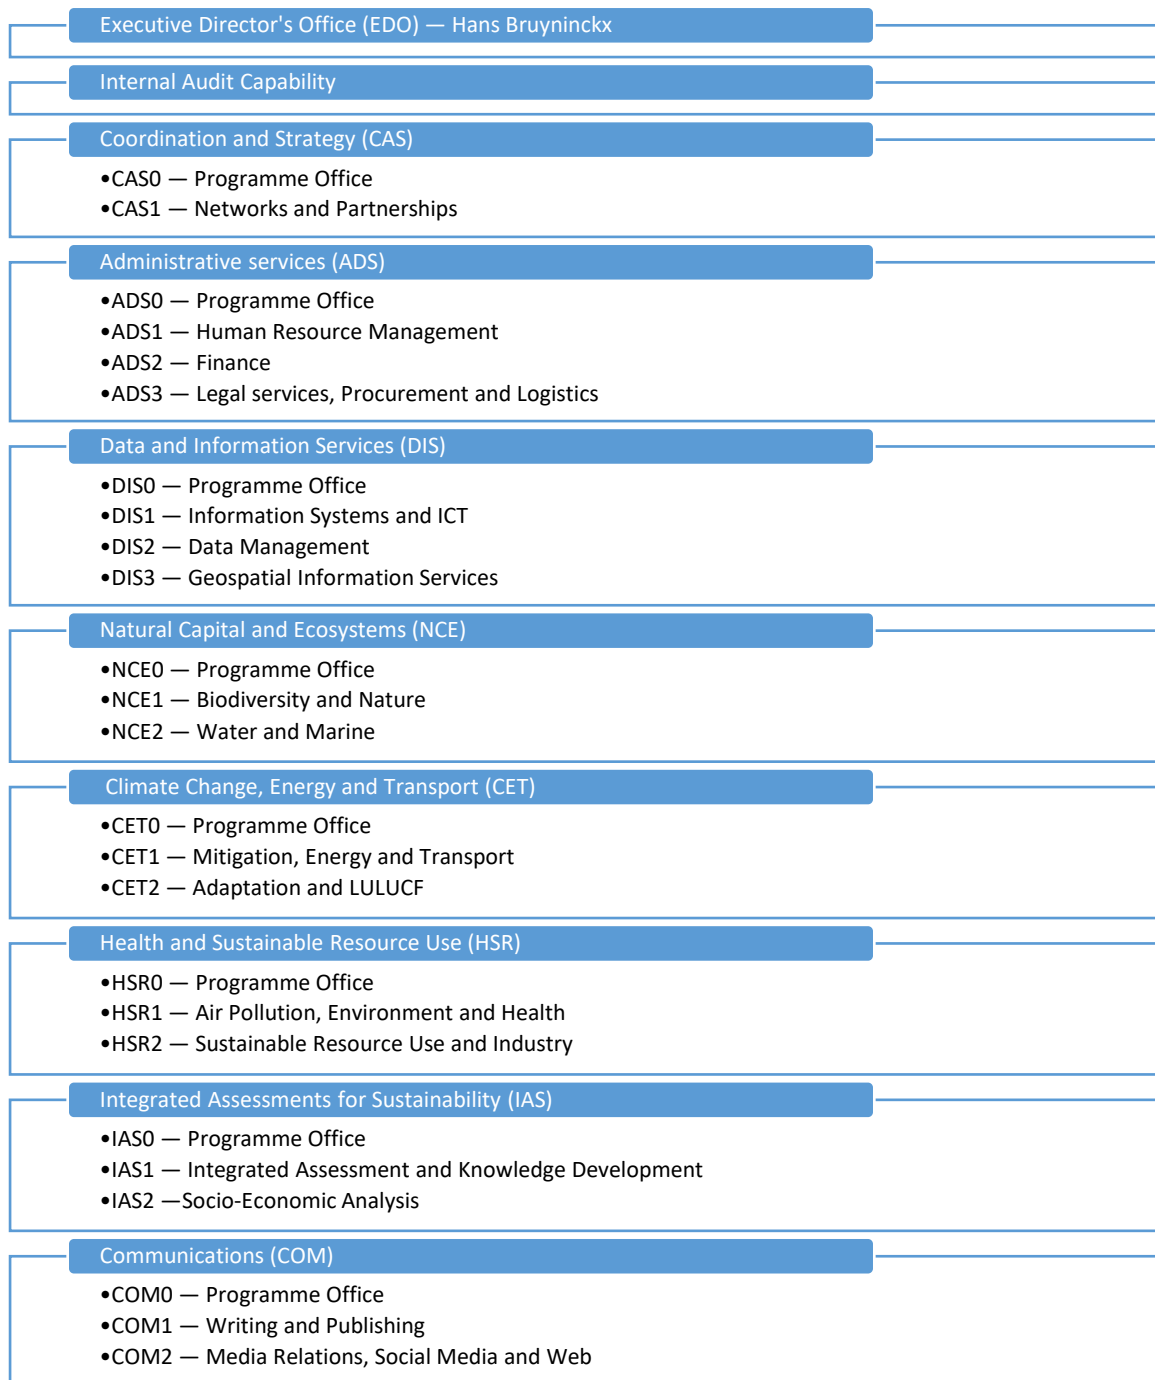 Executive Director's Office (EDO) — Hans Bruyninckx
Internal Audit Capability
Coordination and Strategy (CAS)
•CAS0 — Programme Office
•CAS1 — Networks and Partnerships
Administrative services (ADS)
•ADS0 — Programme Office
•ADS1 — Human Resource Management
•ADS2 — Finance
•ADS3 — Legal services, Procurement and Logistics
Data and Information Services (DIS)
•DIS0 — Programme Office
•DIS1 — Information Systems and ICT
•DIS2 — Data Management
•DIS3 — Geospatial Information Services
Natural Capital and Ecosystems (NCE)
•NCE0 — Programme Office
•NCE1 — Biodiversity and Nature
•NCE2 — Water and Marine
Climate Change, Energy and Transport (CET)
•CET0 — Programme Office
•CET1 — Mitigation, Energy and Transport
•CET2 — Adaptation and LULUCF
Health and Sustainable Resource Use (HSR)
•HSR0 — Programme Office
•HSR1 — Air Pollution, Environment and Health
•HSR2 — Sustainable Resource Use and Industry
Integrated Assessments for Sustainability (IAS)
•IAS0 — Programme Office
•IAS1 — Integrated Assessment and Knowledge Development
•IAS2 —Socio-Economic Analysis
Communications (COM)
•COM0 — Programme Office
•COM1 — Writing and Publishing
•COM2 — Media Relations, Social Media and Web